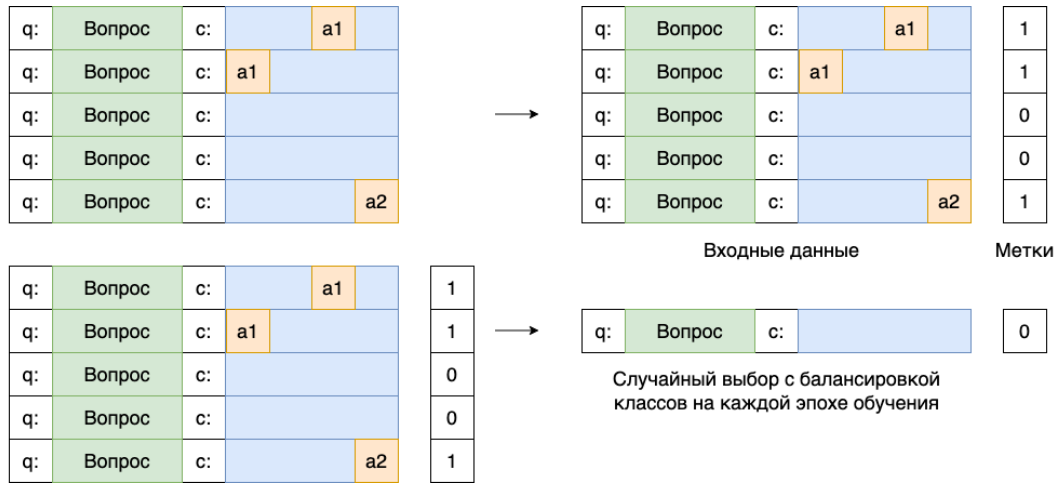 q: Вопрос c: a1
q: Вопрос c: a1
q: Вопрос c:
q: Вопрос c:
q: Вопрос c: a2
q: Вопрос c: a1 1
q: Вопрос c: a1 1
q: Вопрос c: 0
q: Вопрос c: 0
q: Вопрос c: a2 1
Входные данные Метки
q: Вопрос c: a1 1
q: Вопрос c: a1 1
q: Вопрос c: 0
q: Вопрос c: 0
q: Вопрос c: a2 1
q: Вопрос c: 0
Случайный выбор с балансировкой
классов на каждой эпохе обучения